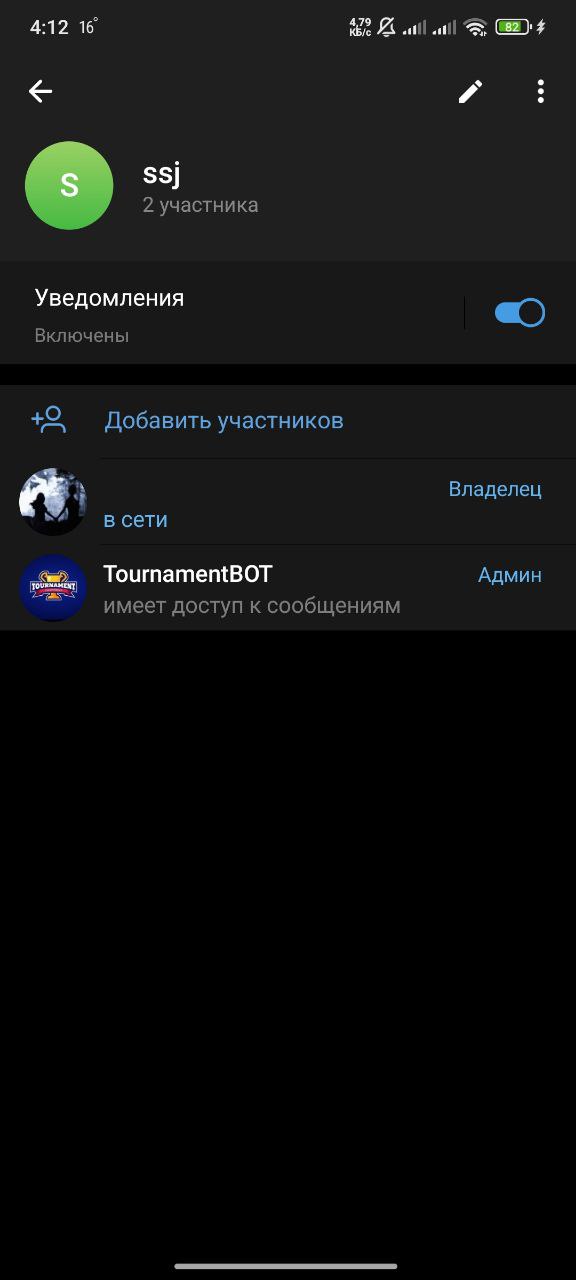 4:12 16°
4,79
КБ/с
82
S
ssj
2 участника
Уведомления
Включены
Добавить участников
Владелец
в сети
TOURNAMENT
TournamentBOT
Админ
имеет доступ к сообщениям